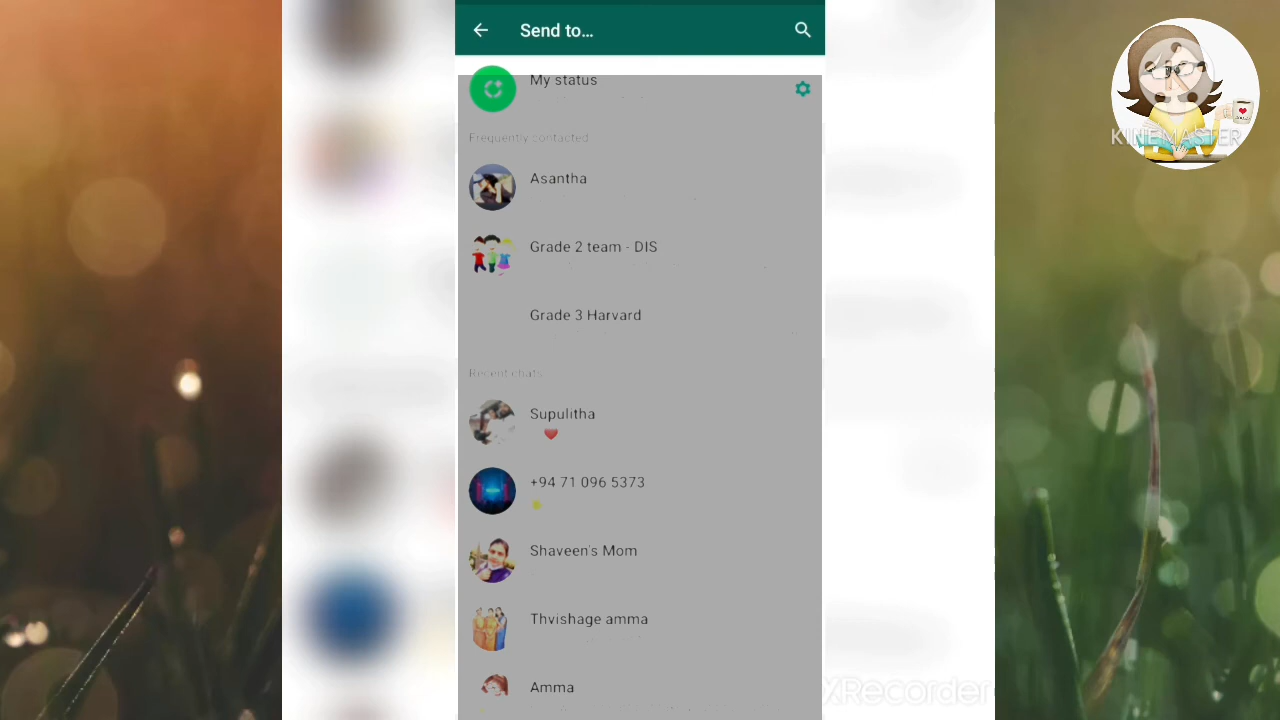 Send to...
My status
Frequently contacted
Asantha
Grade 2 team - DIS
Grade 3 Harvard
Recent chats
Supulitha
+94 71 096 5373
Shaveen's Mom
Thvishage amma
Amma
KINEMASTER
XRecorder